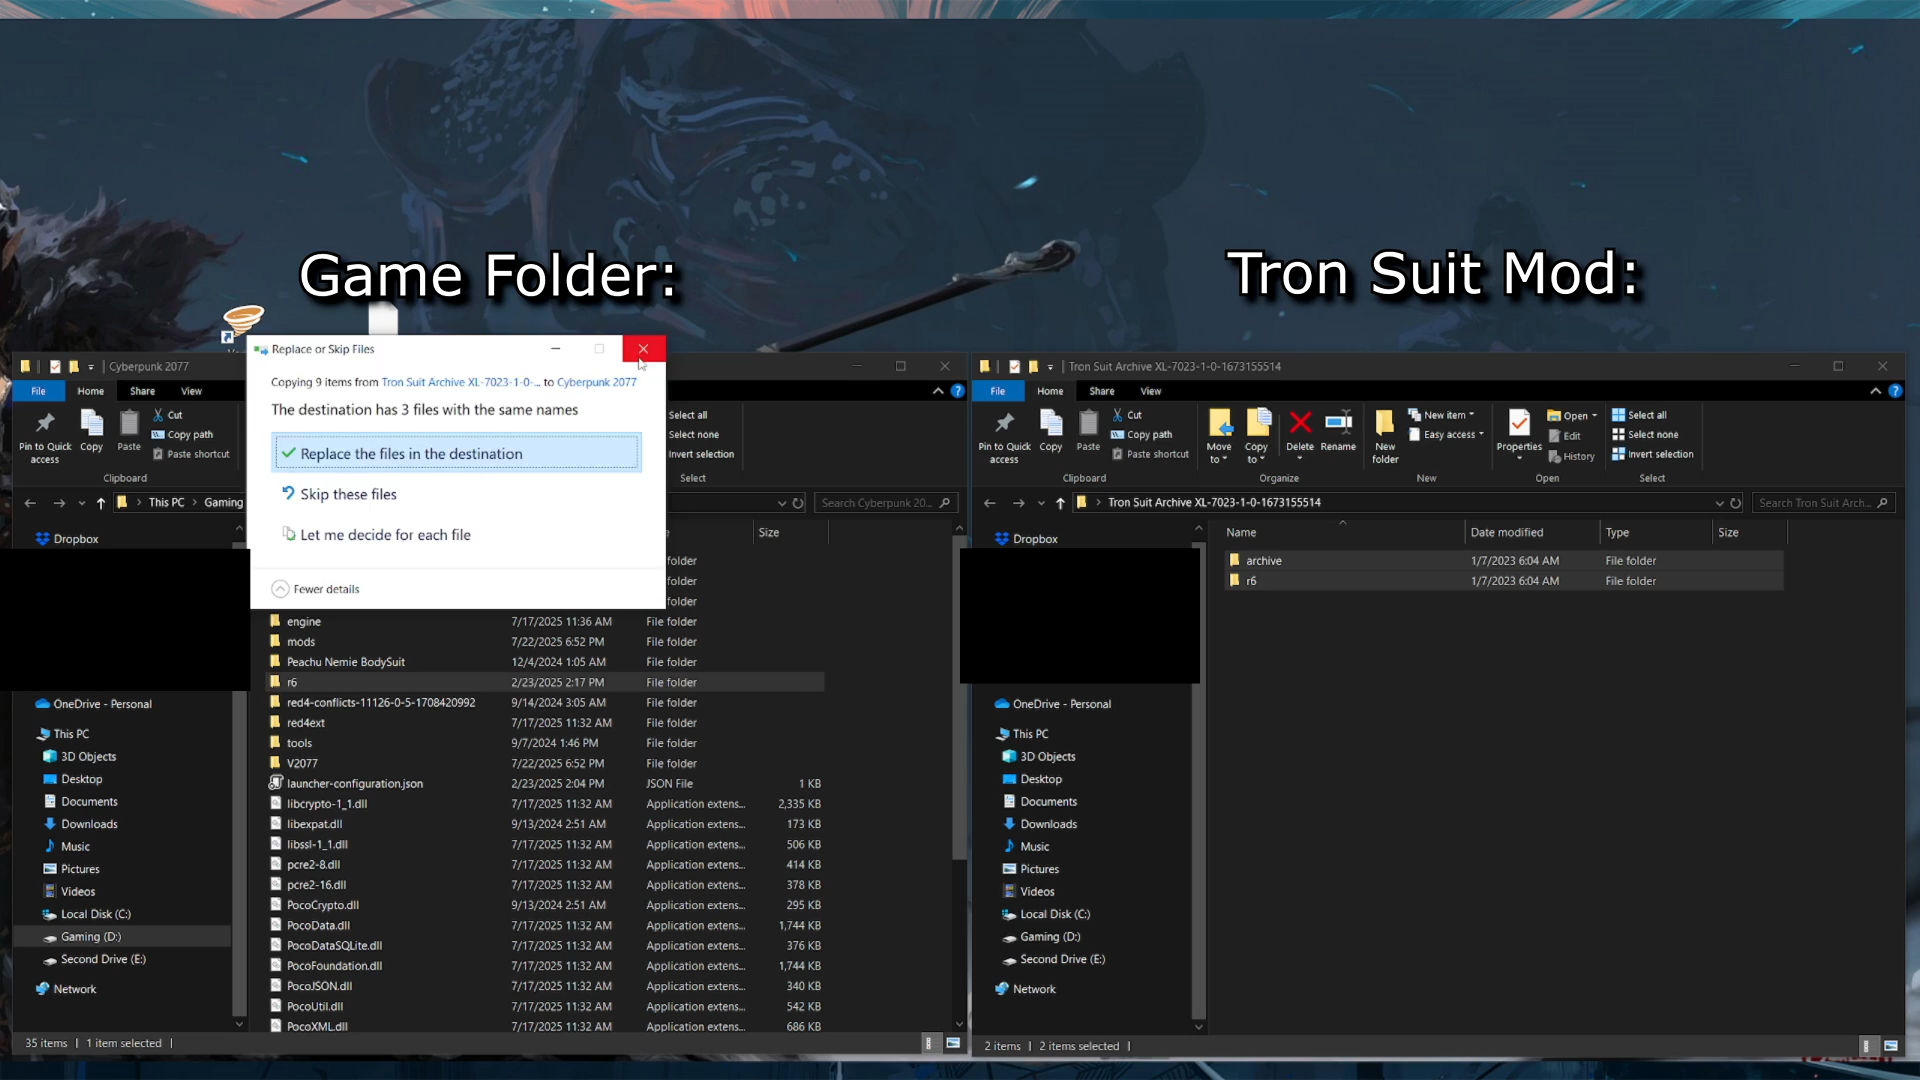 Game Folder:
Tron Suit Mod:
Replace or Skip Files
Copying 9 items from Tron Suit Archive XL-7023-1-0-... to Cyberpunk 2077
The destination has 3 files with the same names
Replace the files in the destination
Skip these files
Let me decide for each file
Fewer details
Cyberpunk 2077
File Home Share View
Pin to Quick access
Copy
Paste
Cut
Copy path
Paste shortcut
Clipboard
Select all
Select none
Invert selection
Select
This PC > Gaming
Search Cyberpunk 20...
Dropbox
OneDrive - Personal
This PC
3D Objects
Desktop
Documents
Downloads
Music
Pictures
Videos
Local Disk (C:)
Gaming (D:)
Second Drive (E:)
Network
Size
folder
folder
folder
engine 7/17/2025 11:36 AM File folder
mods 7/22/2025 6:52 PM File folder
Peachu Nemie BodySuit 12/4/2024 1:05 AM File folder
r6 2/23/2025 2:17 PM File folder
red4-conflicts-11126-0-5-1708420992 9/14/2024 3:05 AM File folder
red4ext 7/17/2025 11:32 AM File folder
tools 9/7/2024 1:46 PM File folder
V2077 7/22/2025 6:52 PM File folder
launcher-configuration.json 2/23/2025 2:04 PM JSON File 1 KB
libcrypto-1_1.dll 7/17/2025 11:32 AM Application extens... 2,335 KB
libexpat.dll 9/13/2024 2:51 AM Application extens... 173 KB
libssl-1_1.dll 7/17/2025 11:32 AM Application extens... 506 KB
pcre2-8.dll 7/17/2025 11:32 AM Application extens... 414 KB
pcre2-16.dll 7/17/2025 11:32 AM Application extens... 378 KB
PocoCrypto.dll 9/13/2024 2:51 AM Application extens... 295 KB
PocoData.dll 7/17/2025 11:32 AM Application extens... 1,744 KB
PocoDataSQLite.dll 7/17/2025 11:32 AM Application extens... 376 KB
PocoFoundation.dll 7/17/2025 11:32 AM Application extens... 1,744 KB
PocoJSON.dll 7/17/2025 11:32 AM Application extens... 340 KB
PocoUtil.dll 7/17/2025 11:32 AM Application extens... 542 KB
PocoXML.dll 7/17/2025 11:32 AM Application extens... 686 KB
35 items | 1 item selected |
Tron Suit Archive XL-7023-1-0-1673155514
File Home Share View
Pin to Quick access
Copy
Paste
Cut
Copy path
Paste shortcut
Clipboard
Move to
Copy to
Delete
Rename
Organize
New folder
New item
Easy access
New
Properties
Open
Edit
History
Open
Select all
Select none
Invert selection
Select
> Tron Suit Archive XL-7023-1-0-1673155514
Search Tron Suit Arch...
Dropbox
OneDrive - Personal
This PC
3D Objects
Desktop
Documents
Downloads
Music
Pictures
Videos
Local Disk (C:)
Gaming (D:)
Second Drive (E:)
Network
Name Date modified Type Size
archive 1/7/2023 6:04 AM File folder
r6 1/7/2023 6:04 AM File folder
2 items | 2 items selected |